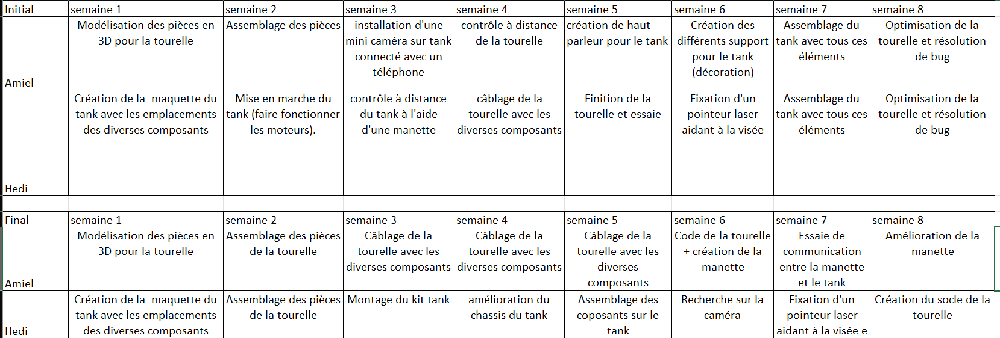 Initial semaine 1 semaine 2 semaine 3 semaine 4 semaine 5 semaine 6 semaine 7 semaine 8
Amiel
Modélisation des pièces en
3D pour la tourelle
Assemblage des pièces
installation d'une
mini caméra sur tank
connecté avec un
téléphone
contrôle à distance
de la tourelle
création de haut
parleur pour le tank
Création des
différents support
pour le tank
(décoration)
Assemblage du
tank avec tous ces
éléments
Optimisation de la
tourelle et résolution
de bug
Hedi
Création de la  maquette du
tank avec les emplacements
des diverses composants
Mise en marche du
tank (faire fonctionner
les moteurs).
contrôle à distance
du tank à l'aide
d'une manette
câblage de la
tourelle avec les
diverses composants
Finition de la
tourelle et essaie
Fixation d'un
pointeur laser
aidant à la visée
Assemblage du
tank avec tous ces
éléments
Optimisation de la
tourelle et résolution
de bug
Final semaine 1 semaine 2 semaine 3 semaine 4 semaine 5 semaine 6 semaine 7 semaine 8
Amiel
Modélisation des pièces en
3D pour la tourelle
Assemblage des pièces
de la tourelle
Câblage de la
tourelle avec les
diverses composants
Câblage de la
tourelle avec les
diverses composants
Câblage de la
tourelle avec les
diverses
composants
Code de la tourelle
+ création de la
manette
Essaie de
communication
entre la manette
et le tank
Amélioration de la
manette
Hedi
Création de la  maquette du
tank avec les emplacements
des diverses composants
Assemblage des pièces
de la tourelle
Montage du kit tank
amélioration du
chassis du tank
Assemblage des
coposants sur le
tank
Recherche sur la
caméra
Fixation d'un
pointeur laser
aidant à la visée e
Création du socle de la
tourelle